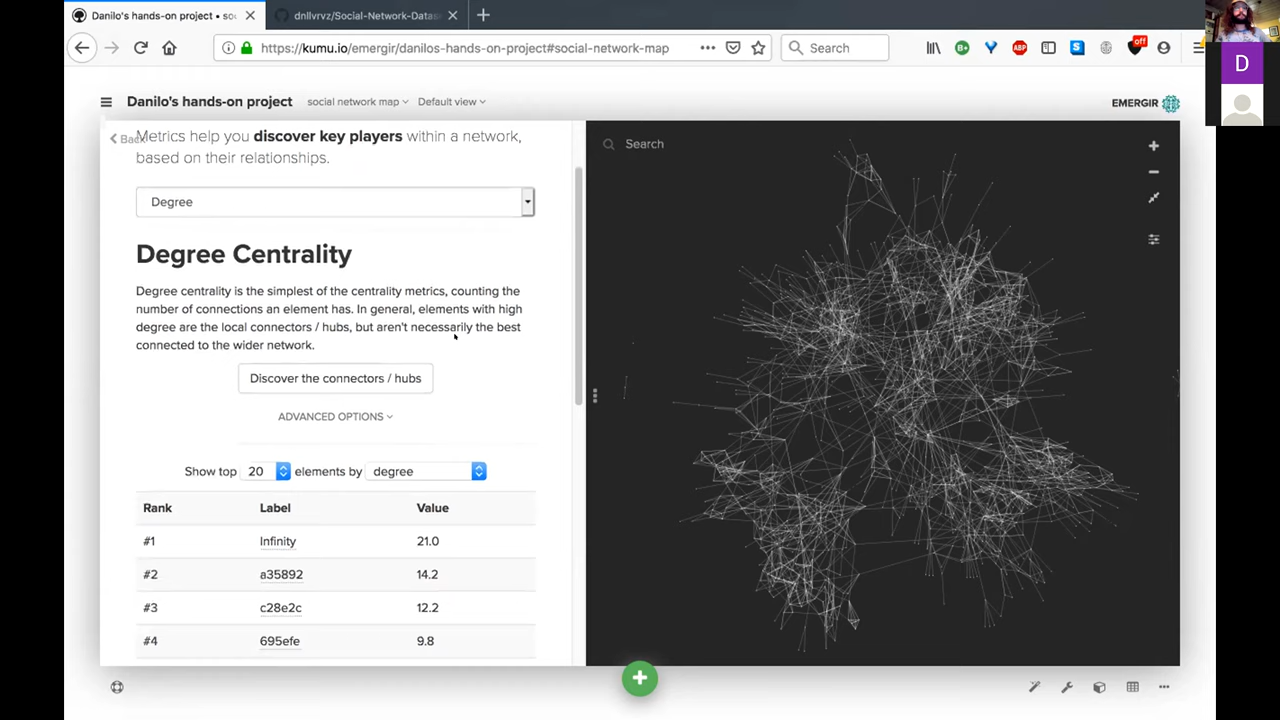 Danilo's hands-on project • so
dnllvrvz/Social-Network-Datas
https://kumu.io/emergir/danilos-hands-on-project#social-network-map
Search
off
Danilo's hands-on project
social network map
Default view
EMERGIR
D
Back
Metrics help you discover key players within a network,
based on their relationships.
Degree
Degree Centrality
Degree centrality is the simplest of the centrality metrics, counting the
number of connections an element has. In general, elements with high
degree are the local connectors / hubs, but aren't necessarily the best
connected to the wider network.
Discover the connectors / hubs
ADVANCED OPTIONS
Show top 20 elements by degree
Rank Label Value
#1 Infinity 21.0
#2 a35892 14.2
#3 c28e2c 12.2
#4 695efe 9.8
Search